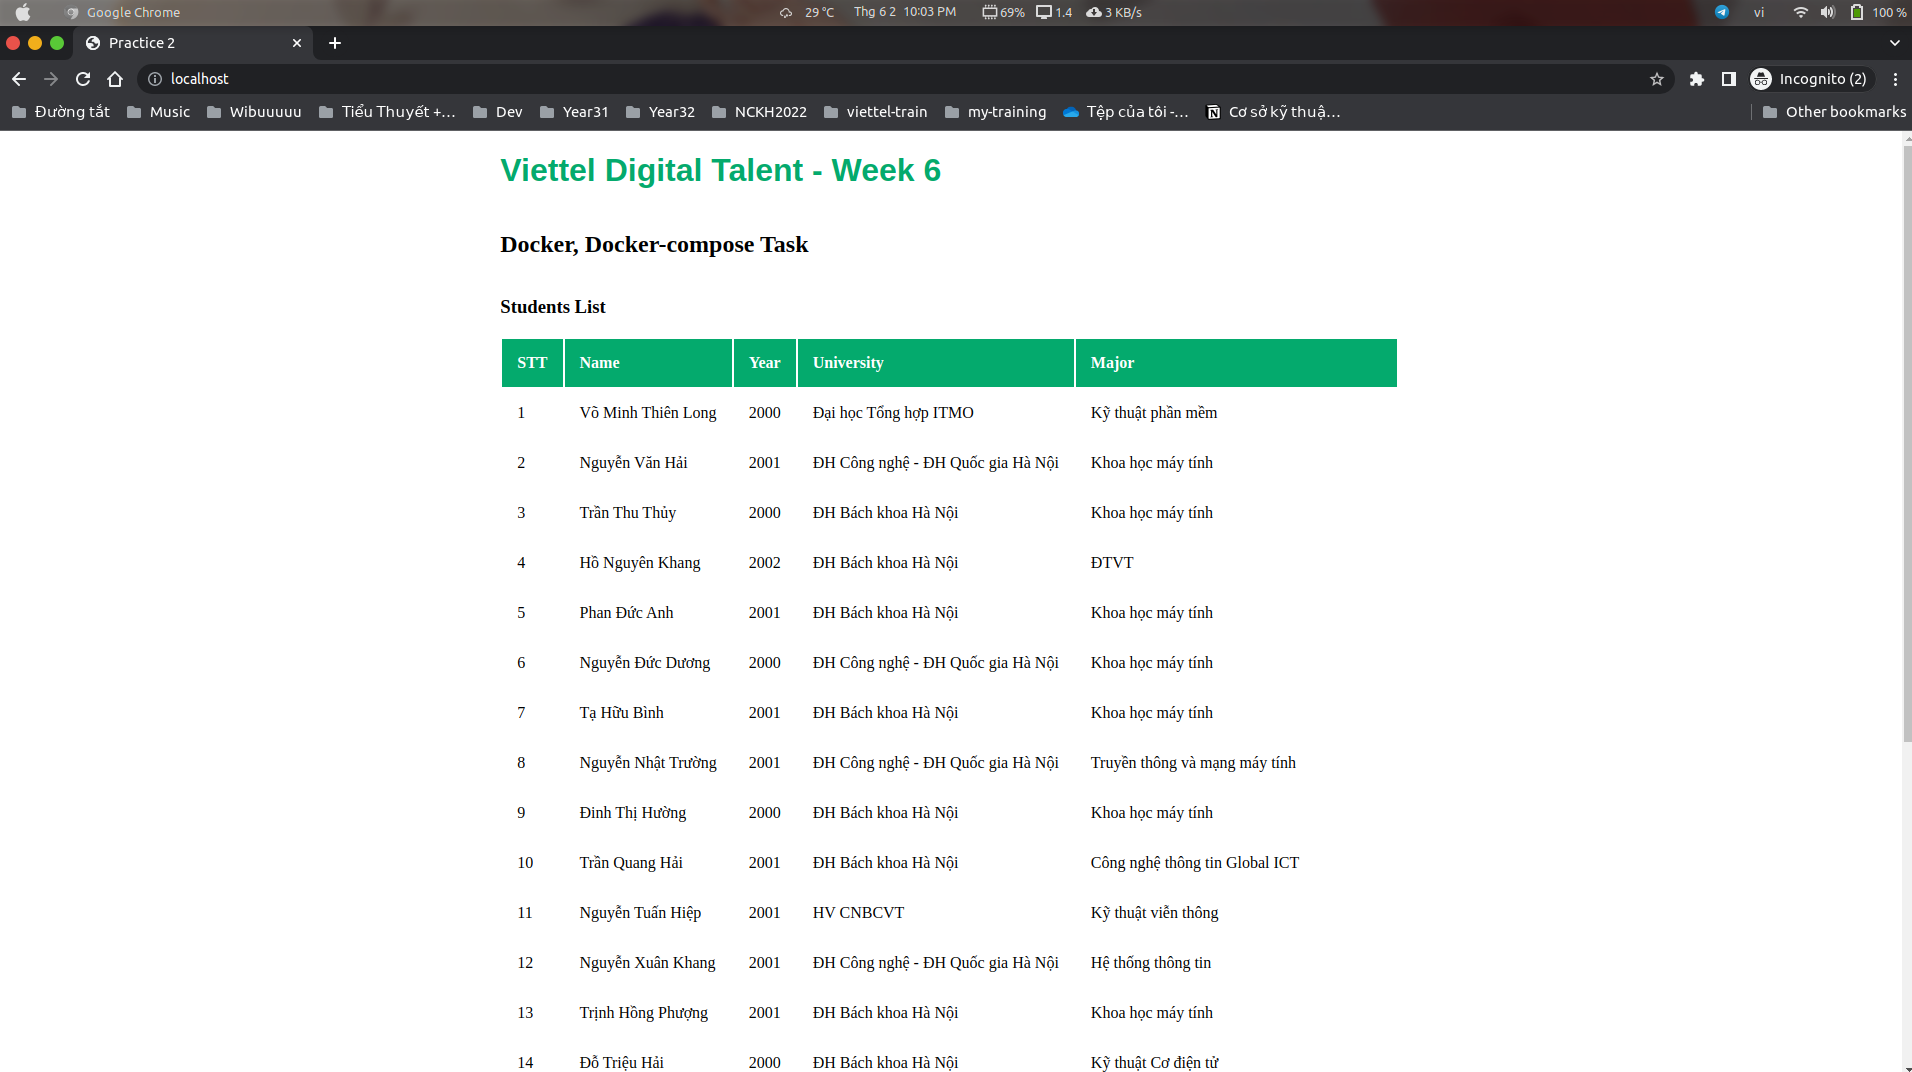 Google Chrome 29 °C Thg 6 2 10:03 PM 69% 1.4 3 KB/s vi 100 %
Practice 2
localhost Incognito (2)
Đường tắt Music Wibuuuuu Tiểu Thuyết +... Dev Year31 Year32 NCKH2022 viettel-train my-training Tệp của tôi -... Cơ sở kỹ thuậ... Other bookmarks
Viettel Digital Talent - Week 6
Docker, Docker-compose Task
Students List
STT Name Year University Major
1 Võ Minh Thiên Long 2000 Đại học Tổng hợp ITMO Kỹ thuật phần mềm
2 Nguyễn Văn Hải 2001 ĐH Công nghệ - ĐH Quốc gia Hà Nội Khoa học máy tính
3 Trần Thu Thủy 2000 ĐH Bách khoa Hà Nội Khoa học máy tính
4 Hồ Nguyên Khang 2002 ĐH Bách khoa Hà Nội ĐTVT
5 Phan Đức Anh 2001 ĐH Bách khoa Hà Nội Khoa học máy tính
6 Nguyễn Đức Dương 2000 ĐH Công nghệ - ĐH Quốc gia Hà Nội Khoa học máy tính
7 Tạ Hữu Bình 2001 ĐH Bách khoa Hà Nội Khoa học máy tính
8 Nguyễn Nhật Trường 2001 ĐH Công nghệ - ĐH Quốc gia Hà Nội Truyền thông và mạng máy tính
9 Đinh Thị Hường 2000 ĐH Bách khoa Hà Nội Khoa học máy tính
10 Trần Quang Hải 2001 ĐH Bách khoa Hà Nội Công nghệ thông tin Global ICT
11 Nguyễn Tuấn Hiệp 2001 HV CNBCVT Kỹ thuật viễn thông
12 Nguyễn Xuân Khang 2001 ĐH Công nghệ - ĐH Quốc gia Hà Nội Hệ thống thông tin
13 Trịnh Hồng Phượng 2001 ĐH Bách khoa Hà Nội Khoa học máy tính
14 Đỗ Triệu Hải 2000 ĐH Bách khoa Hà Nội Kỹ thuật Cơ điện tử